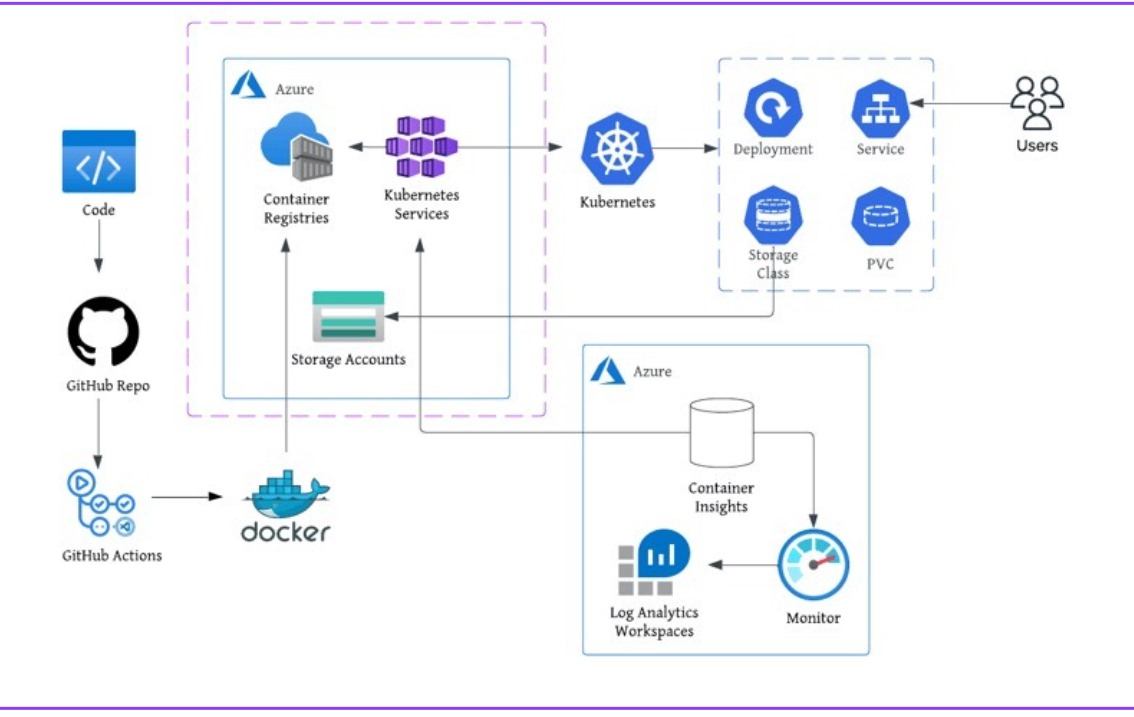 Azure
Code
Container
Registries
Kubernetes
Services
Kubernetes
Deployment
Service
Users
Storage
Class
PVC
GitHub Repo
Storage Accounts
Azure
GitHub Actions
docker
Container
Insights
Log Analytics
Workspaces
Monitor